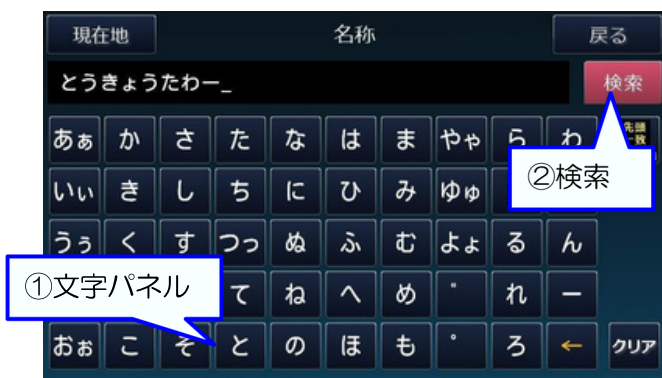 現在地 名称 戻る
とうきょうたわー_ 検索
あぁ か さ た な は ま やゃ ら わ 先頭一致
②検索
いぃ き し ち に ひ み ゆゅ
うぅ く す つっ ぬ ふ む よょ る ん
①文字パネル
て ね へ め ゛ れ ー
おぉ こ そ と の ほ も ゜ ろ ← クリア